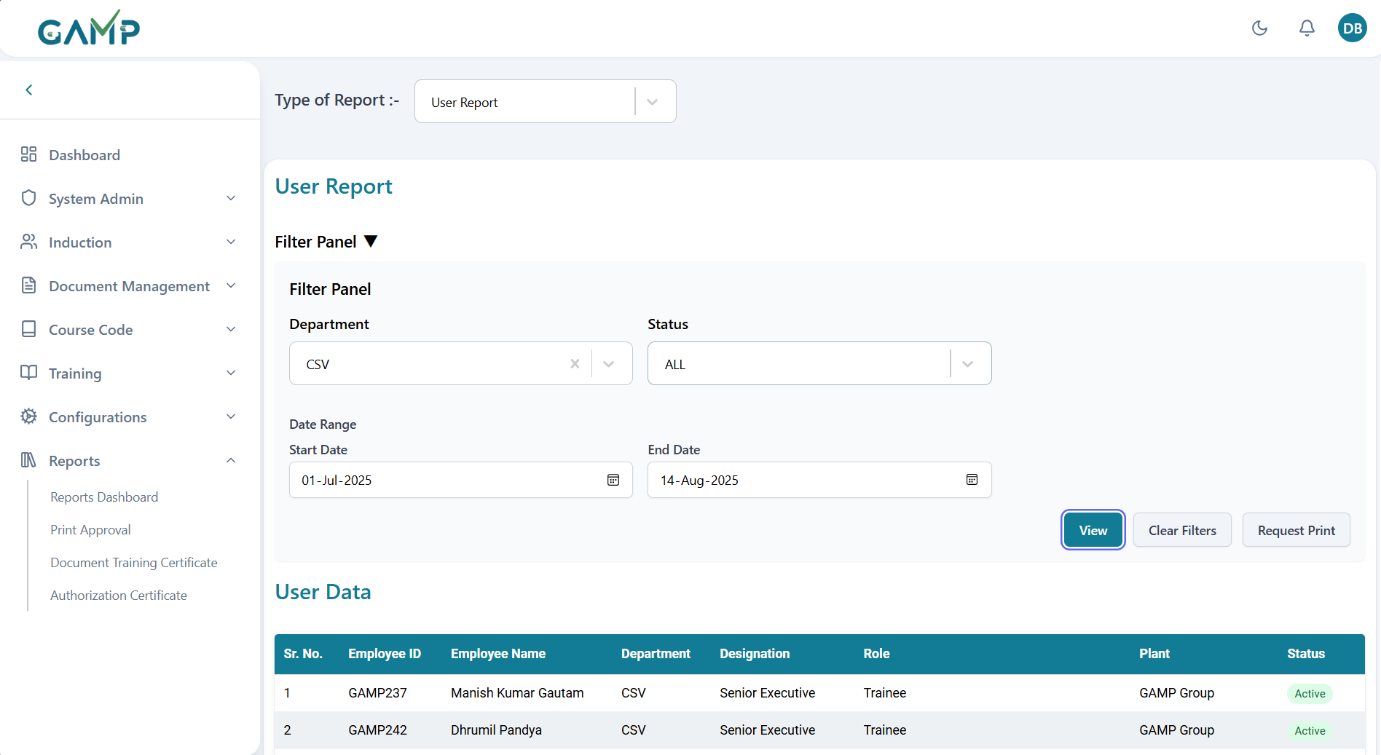 GAMP
DB
Type of Report :-
User Report
Dashboard
System Admin
Induction
Document Management
Course Code
Training
Configurations
Reports
Reports Dashboard
Print Approval
Document Training Certificate
Authorization Certificate
User Report
Filter Panel ▼
Filter Panel
Department
Status
CSV
ALL
Date Range
Start Date
End Date
01-Jul-2025
14-Aug-2025
View
Clear Filters
Request Print
User Data
Sr. No. Employee ID Employee Name Department Designation Role Plant Status
1 GAMP237 Manish Kumar Gautam CSV Senior Executive Trainee GAMP Group Active
2 GAMP242 Dhrumil Pandya CSV Senior Executive Trainee GAMP Group Active